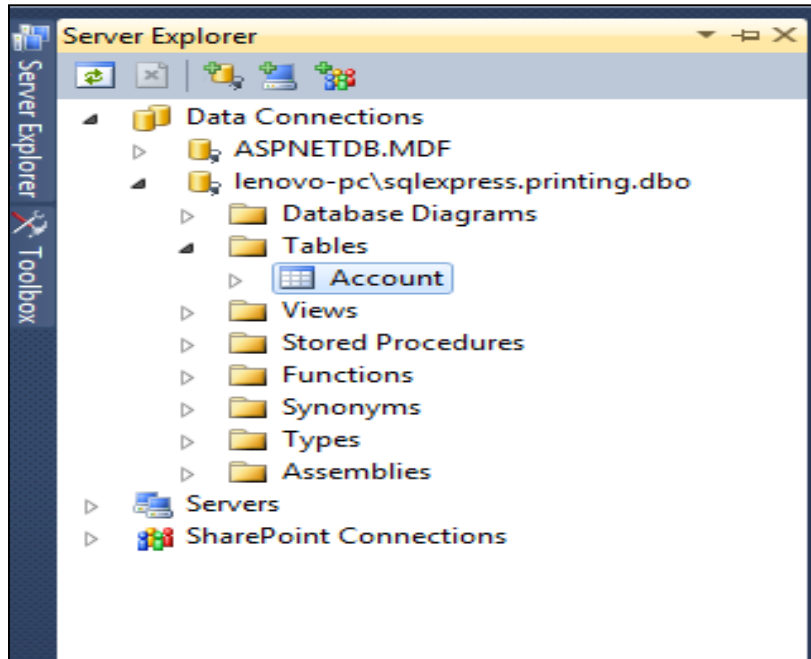 Server Explorer
Server Explorer
Toolbox
Data Connections
ASPNETDB.MDF
lenovo-pc\sqlexpress.printing.dbo
Database Diagrams
Tables
Account
Views
Stored Procedures
Functions
Synonyms
Types
Assemblies
Servers
SharePoint Connections